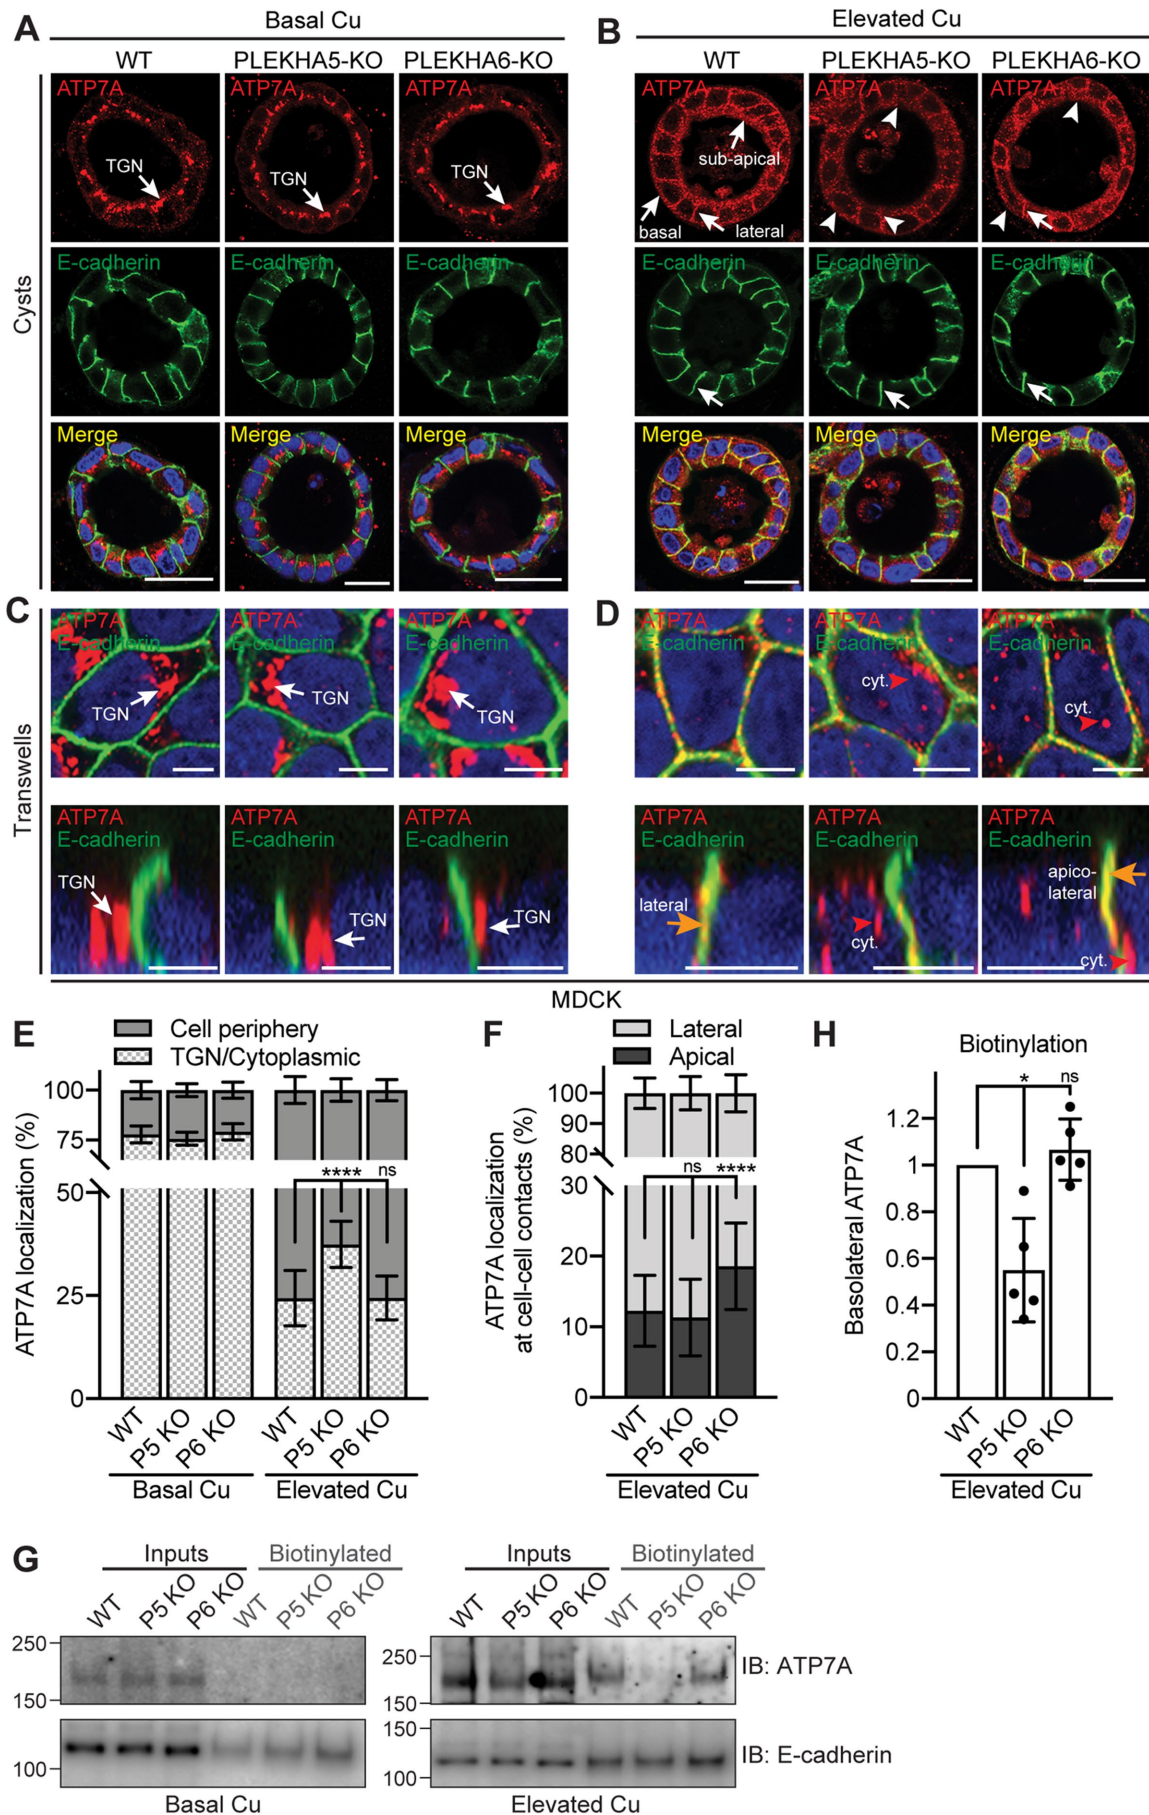 A
Basal Cu
WT
PLEKHA5-KO
PLEKHA6-KO
B
Elevated Cu
WT
PLEKHA5-KO
PLEKHA6-KO
Cysts
ATP7A
ATP7A
ATP7A
TGN
TGN
TGN
ATP7A
ATP7A
ATP7A
sub-apical
basal
lateral
E-cadherin
E-cadherin
E-cadherin
E-cadherin
E-cadherin
E-cadherin
Merge
Merge
Merge
Merge
Merge
Merge
C
D
Transwells
ATP7A
E-cadherin
TGN
ATP7A
E-cadherin
TGN
ATP7A
E-cadherin
TGN
ATP7A
E-cadherin
ATP7A
E-cadherin
cyt.
ATP7A
E-cadherin
cyt.
ATP7A
E-cadherin
TGN
ATP7A
E-cadherin
TGN
ATP7A
E-cadherin
TGN
ATP7A
E-cadherin
lateral
ATP7A
E-cadherin
cyt.
ATP7A
E-cadherin
apico-
lateral
cyt.
MDCK
E
Cell periphery
TGN/Cytoplasmic
ATP7A localization (%)
100
75
50
25
0
****
ns
WT
P5 KO
P6 KO
WT
P5 KO
P6 KO
Basal Cu
Elevated Cu
F
Lateral
Apical
ATP7A localization
at cell-cell contacts (%)
100
90
80
30
20
10
0
ns
****
WT
P5 KO
P6 KO
Elevated Cu
H
Biotinylation
Basolateral ATP7A
1.2
1
0.8
0.6
0.4
0.2
0
*
ns
WT
P5 KO
P6 KO
Elevated Cu
G
Inputs
Biotinylated
WT
P5 KO
P6 KO
WT
P5 KO
P6 KO
250
150
100
Basal Cu
Inputs
Biotinylated
WT
P5 KO
P6 KO
WT
P5 KO
P6 KO
250
150
IB: ATP7A
150
100
IB: E-cadherin
Elevated Cu